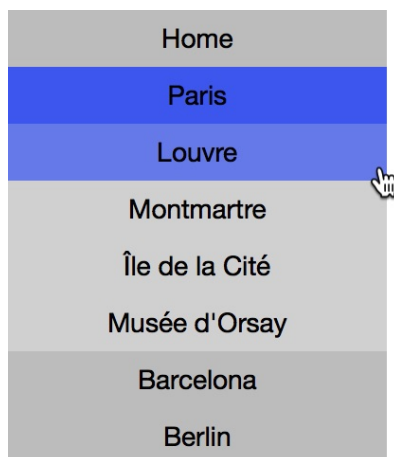 Home
Paris
Louvre
Montmartre
Île de la Cité
Musée d'Orsay
Barcelona
Berlin